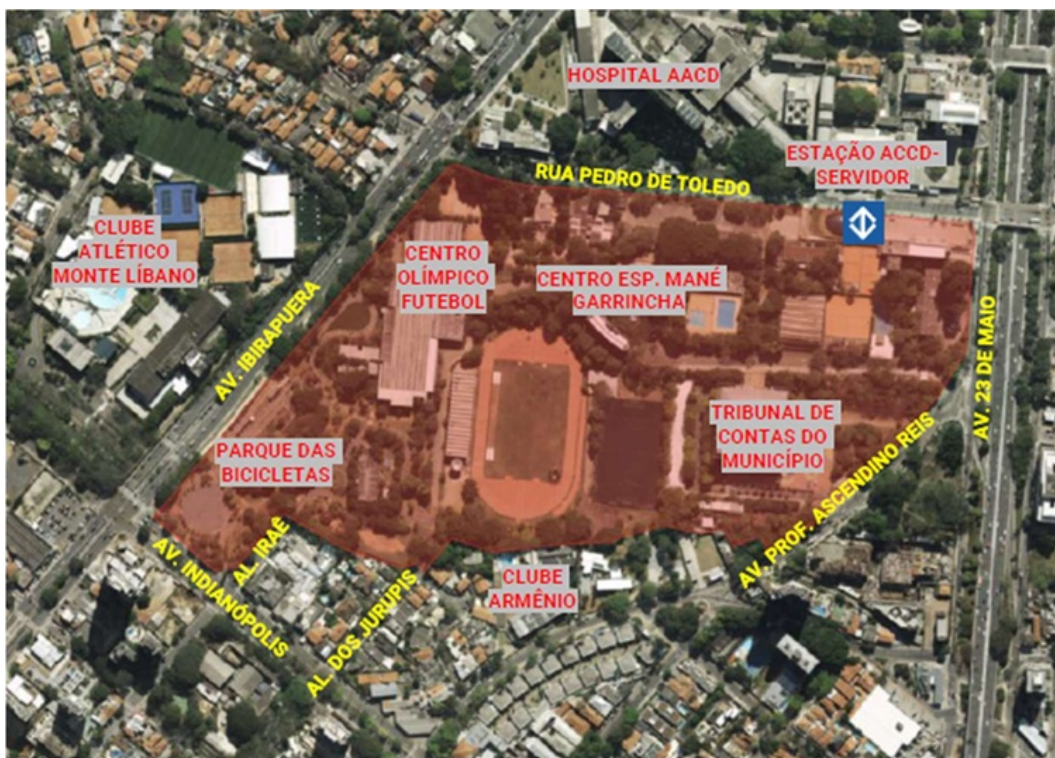 HOSPITAL AACD
ESTAÇÃO ACCD-
SERVIDOR
RUA PEDRO DE TOLEDO
CLUBE
ATLÉTICO
MONTE LÍBANO
CENTRO
OLÍMPICO
FUTEBOL
CENTRO ESP. MANÉ
GARRINCHA
AV. IBIRAPUERA
AV. 23 DE MAIO
TRIBUNAL DE
CONTAS DO
MUNICÍPIO
PARQUE DAS
BICICLETAS
AV. PROF. ASCENDINO REIS
AL. IRAÊ
AV. INDIANÓPOLIS
AL. DOS JURUPIS
CLUBE
ARMÊNIO